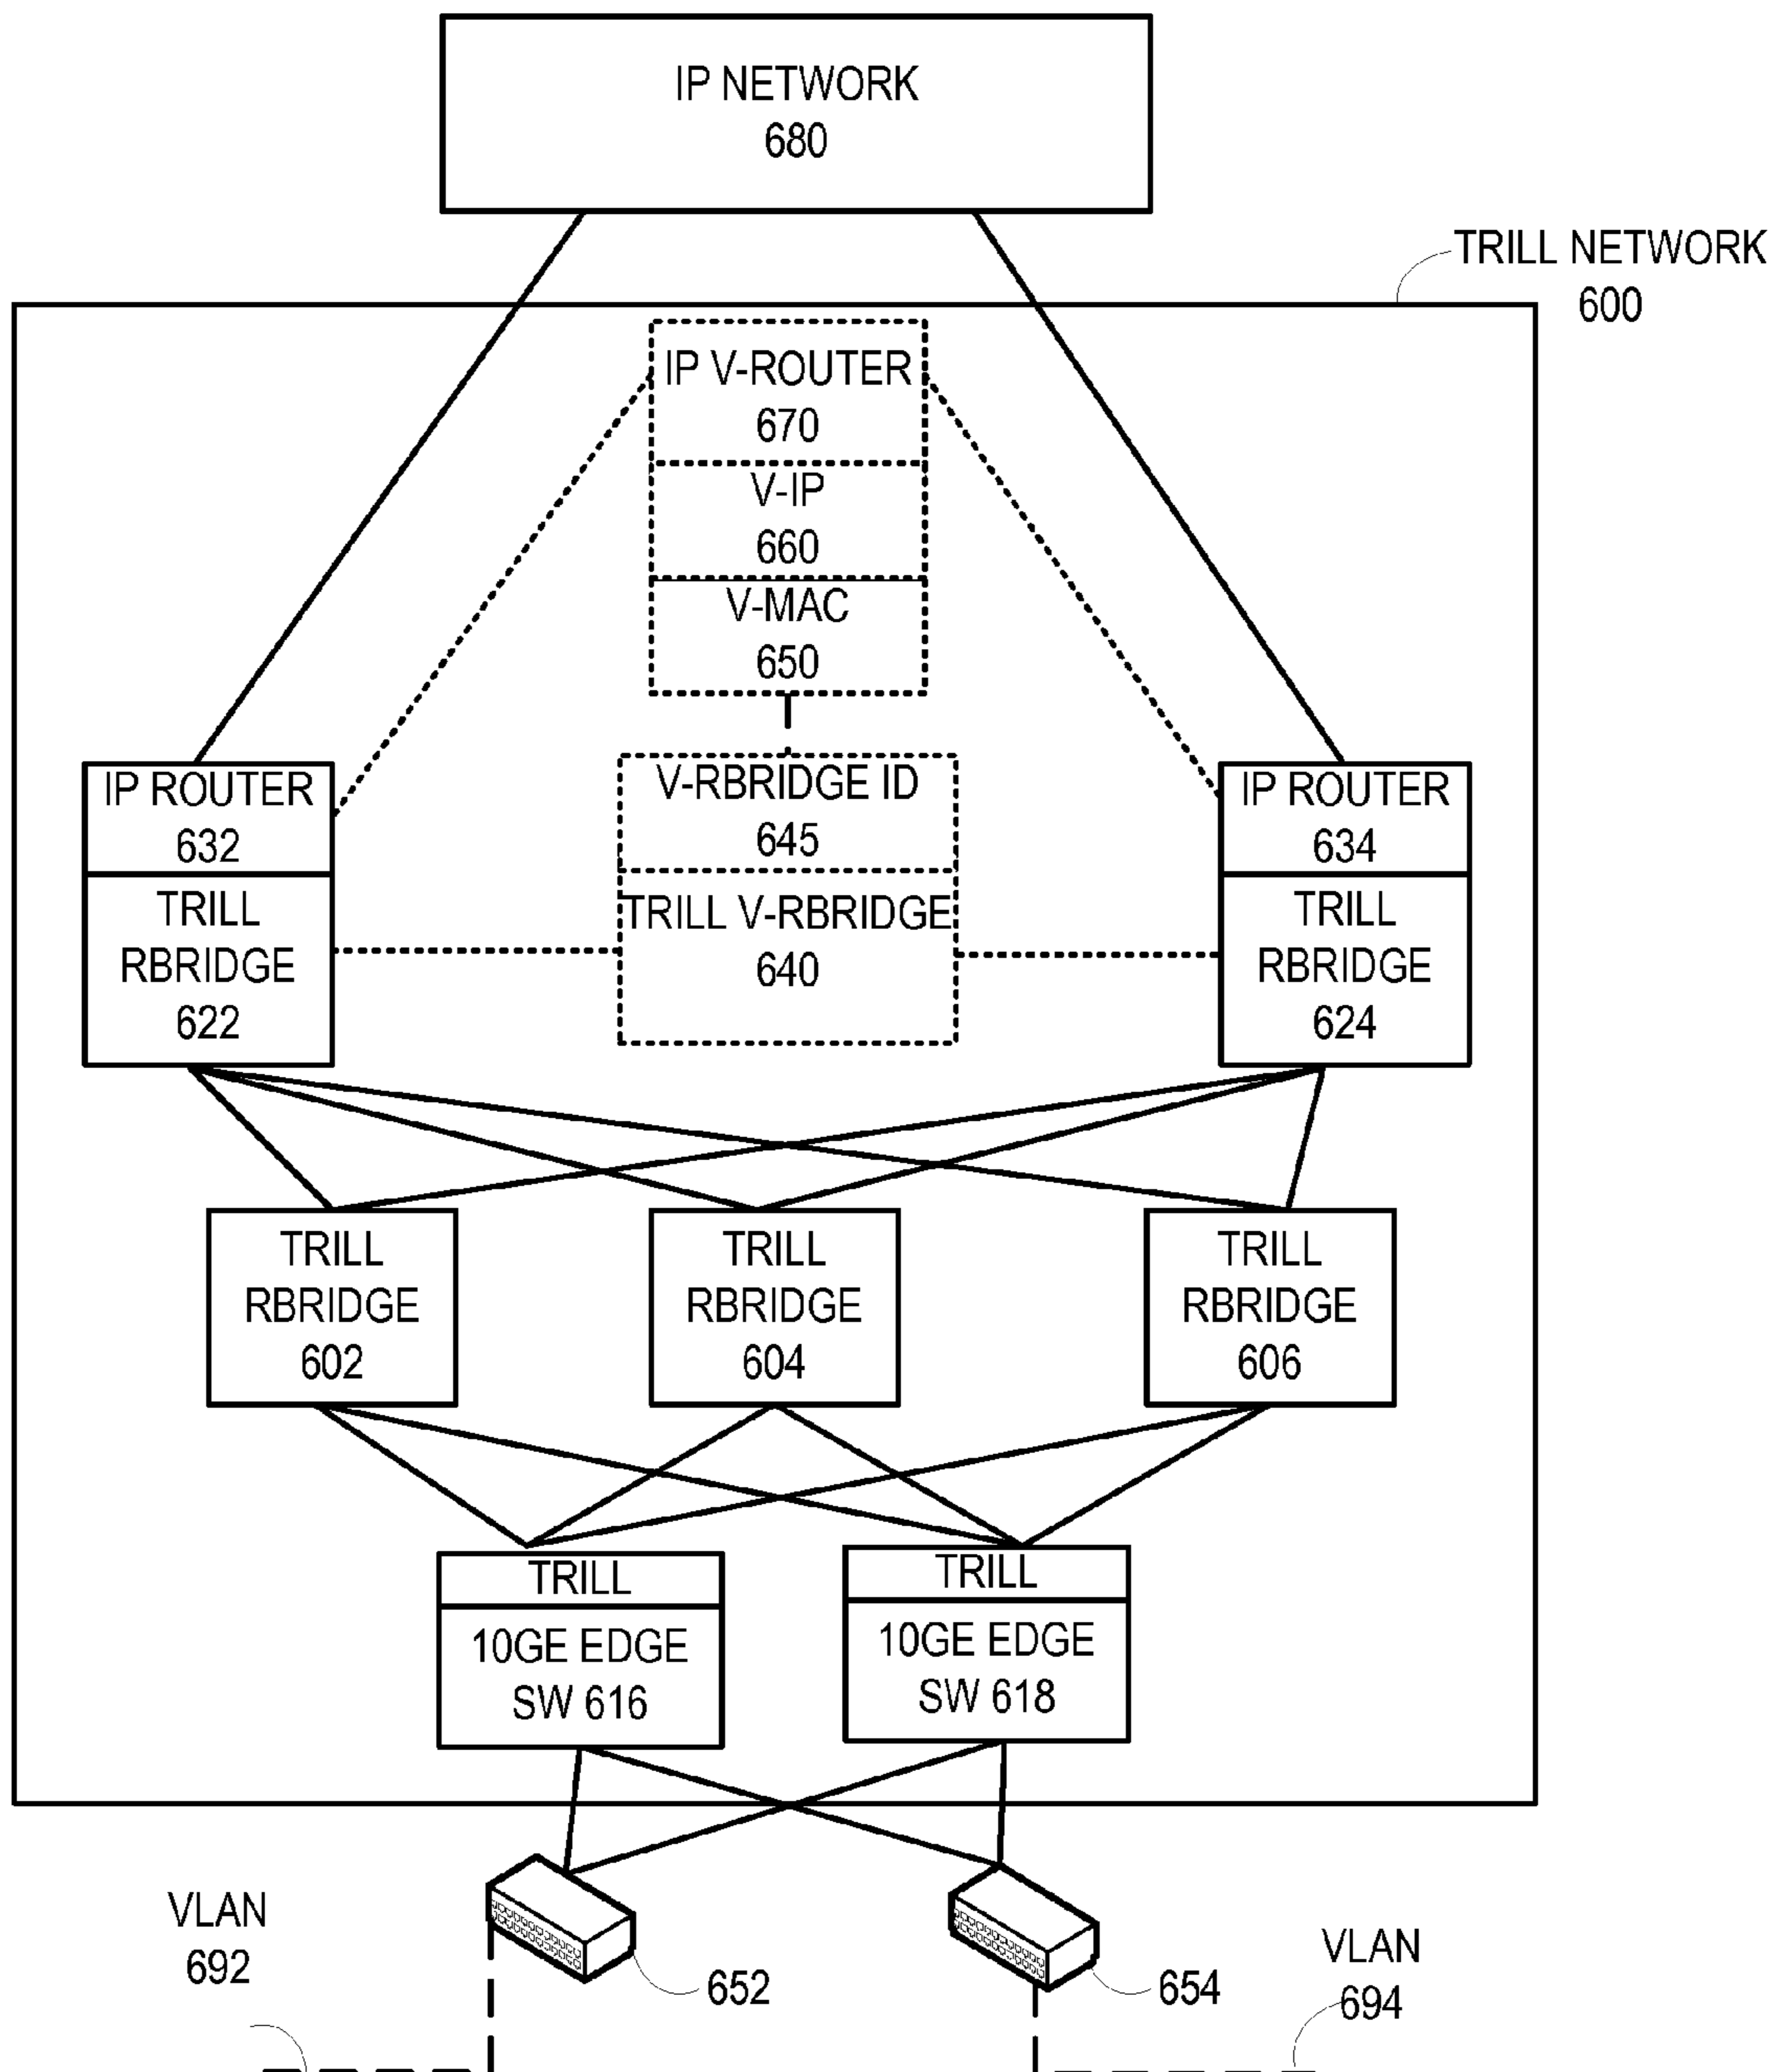 IP NETWORK
680
TRILL NETWORK
600
IP V-ROUTER
670
V-IP
660
V-MAC
650
IP ROUTER
632
TRILL
RBRIDGE
622
V-RBRIDGE ID
645
TRILL V-RBRIDGE
640
IP ROUTER
634
TRILL
RBRIDGE
624
TRILL
RBRIDGE
602
TRILL
RBRIDGE
604
TRILL
RBRIDGE
606
TRILL
10GE EDGE
SW 616
TRILL
10GE EDGE
SW 618
VLAN
692
652
654
VLAN
694